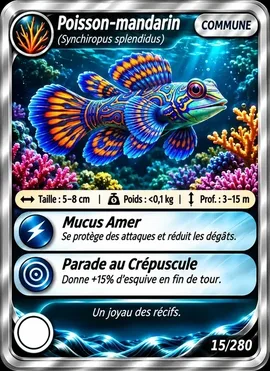 Poisson-mandarin
COMMUNE
(Synchiropus splendidus)
Taille : 5-8 cm | Poids : <0,1 kg | Prof. : 3-15 m
Mucus Amer
Se protège des attaques et réduit les dégâts.
Parade au Crépuscule
Donne +15% d'esquive en fin de tour.
Un joyau des récifs.
15/280